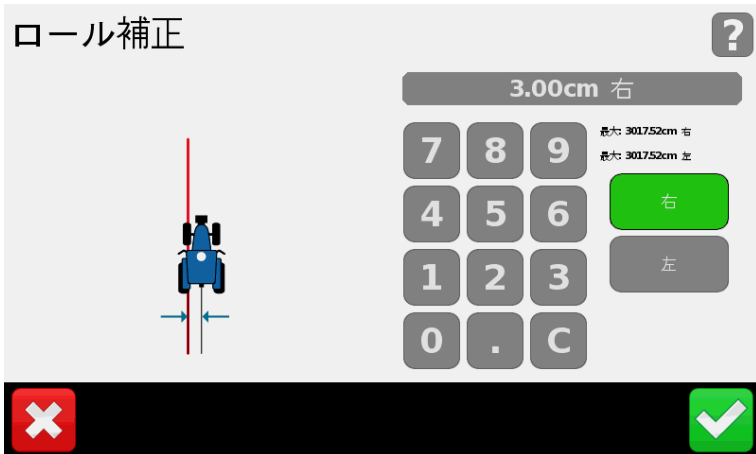 ロール補正
?
3.00cm 右
最大: 3017.52cm 右
最大: 3017.52cm 左
7 8 9
右
4 5 6
左
1 2 3
0 . C